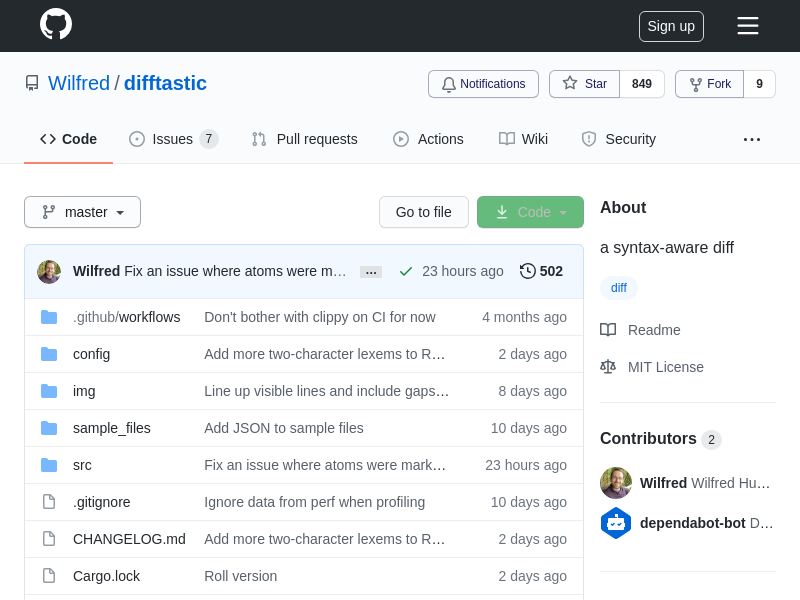 Sign up
Wilfred / difftastic
Notifications
Star 849
Fork 9
Code
Issues 7
Pull requests
Actions
Wiki
Security
master
Go to file
Code
Wilfred Fix an issue where atoms were m… … 23 hours ago 502
.github/workflows Don't bother with clippy on CI for now 4 months ago
config Add more two-character lexems to R… 2 days ago
img Line up visible lines and include gaps… 8 days ago
sample_files Add JSON to sample files 10 days ago
src Fix an issue where atoms were mark… 23 hours ago
.gitignore Ignore data from perf when profiling 10 days ago
CHANGELOG.md Add more two-character lexems to R… 2 days ago
Cargo.lock Roll version 2 days ago
About
a syntax-aware diff
diff
Readme
MIT License
Contributors 2
Wilfred Wilfred Hu…
dependabot-bot D…